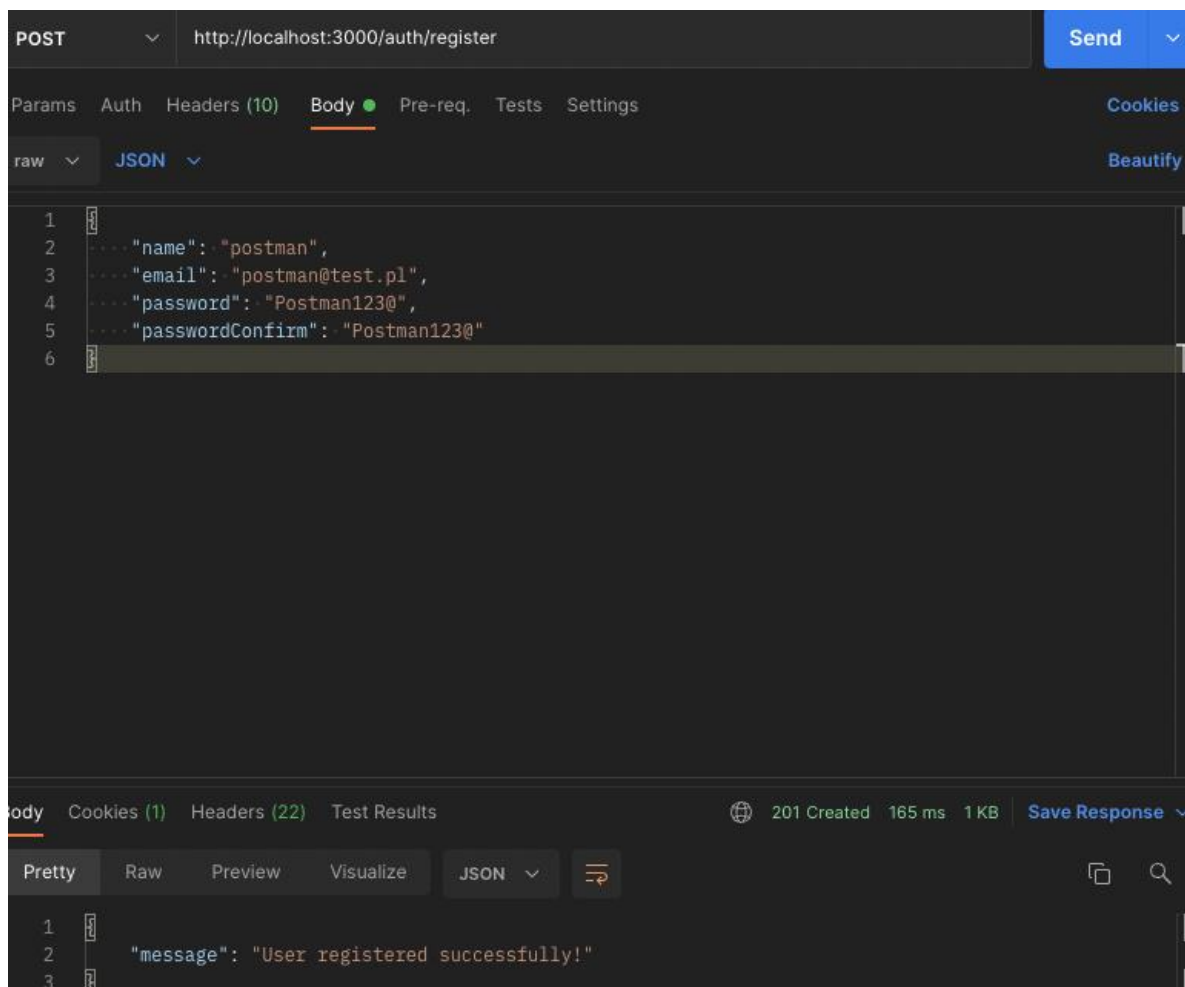 POST http://localhost:3000/auth/register Send
Params Auth Headers (10) Body Pre-req. Tests Settings Cookies
raw JSON Beautify
1 {
2 "name": "postman",
3 "email": "postman@test.pl",
4 "password": "Postman123@",
5 "passwordConfirm": "Postman123@"
6 }
Body Cookies (1) Headers (22) Test Results 201 Created 165 ms 1 KB Save Response
Pretty Raw Preview Visualize JSON
1 {
2 "message": "User registered successfully!"
3 }